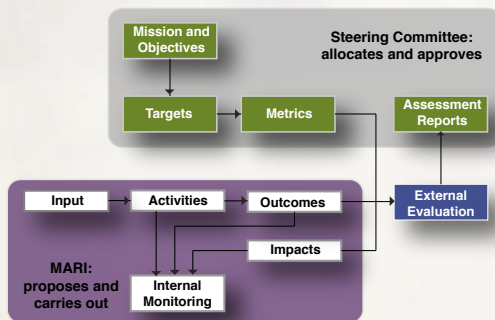 Mission and
Objectives
Steering Committee:
allocates and approves
Targets
Metrics
Assessment
Reports
Input
Activities
Outcomes
External
Evaluation
Impacts
MARI:
proposes and
carries out
Internal
Monitoring